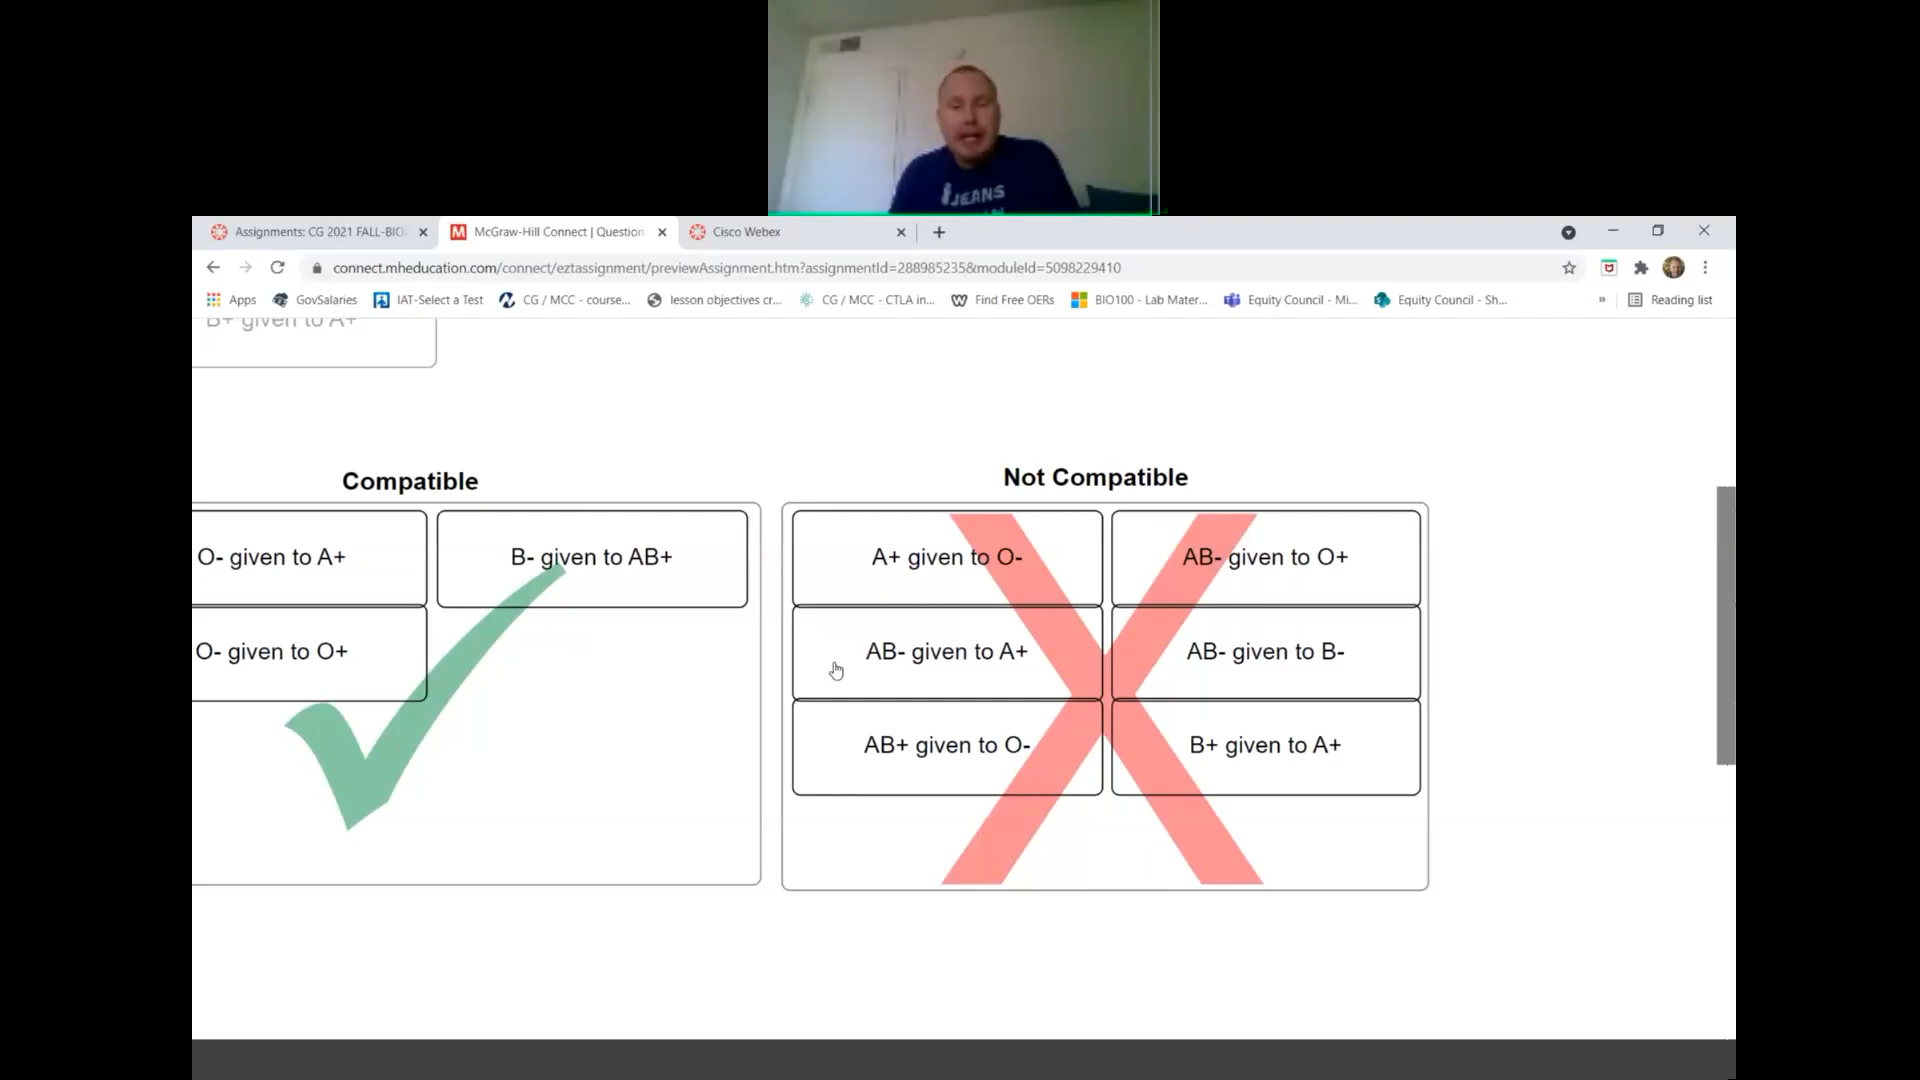 JEANS
Assignments: CG 2021 FALL-BIO
McGraw-Hill Connect | Question
Cisco Webex
connect.mheducation.com/connect/eztassignment/previewAssignment.htm?assignmentId=288985235&moduleId=5098229410
Apps GovSalaries IAT-Select a Test CG / MCC - course... lesson objectives cr... CG / MCC - CTLA in... Find Free OERs BIO100 - Lab Mater... Equity Council - Mi... Equity Council - Sh... » Reading list
B+ given to A+
Compatible
Not Compatible
O- given to A+
B- given to AB+
A+ given to O-
AB- given to O+
O- given to O+
AB- given to A+
AB- given to B-
AB+ given to O-
B+ given to A+